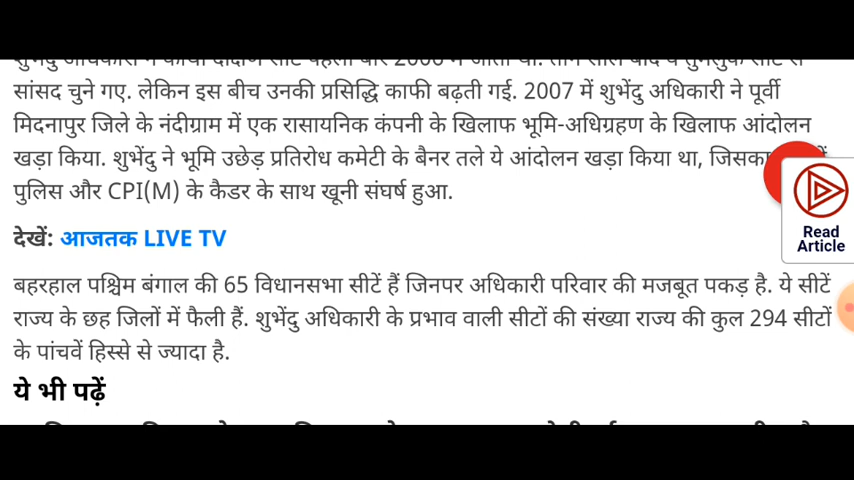 सांसद चुने गए. लेकिन इस बीच उनकी प्रसिद्धि काफी बढ़ती गई. 2007 में शुभेंदु अधिकारी ने पूर्वी
मिदनापुर जिले के नंदीग्राम में एक रासायनिक कंपनी के खिलाफ भूमि-अधिग्रहण के खिलाफ आंदोलन
खड़ा किया. शुभेंदु ने भूमि उछेड़ प्रतिरोध कमेटी के बैनर तले ये आंदोलन खड़ा किया था,
पुलिस और CPI(M) के कैडर के साथ खूनी संघर्ष हुआ.
Read
Article
देखें: आजतक LIVE TV
बहरहाल पश्चिम बंगाल की 65 विधानसभा सीटें हैं जिनपर अधिकारी परिवार की मजबूत पकड़ है. ये सीटें
राज्य के छह जिलों में फैली हैं. शुभेंदु अधिकारी के प्रभाव वाली सीटों की संख्या राज्य की कुल 294 सीटों
के पांचवें हिस्से से ज्यादा है.
ये भी पढ़ें